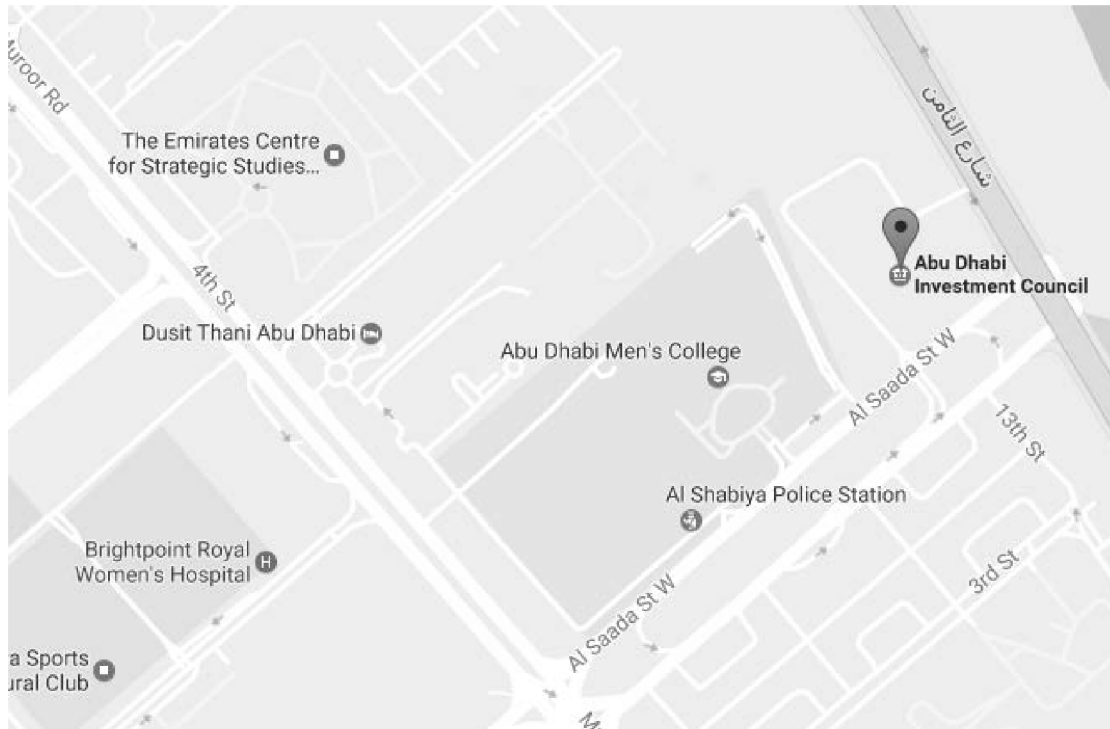 Muroor Rd
The Emirates Centre
for Strategic Studies...
شارع الثامن
4th St
Abu Dhabi
Investment Council
Dusit Thani Abu Dhabi
Abu Dhabi Men's College
Al Saada St W
13th St
Al Shabiya Police Station
Brightpoint Royal
Women's Hospital
3rd St
Al Saada St W
a Sports
ural Club